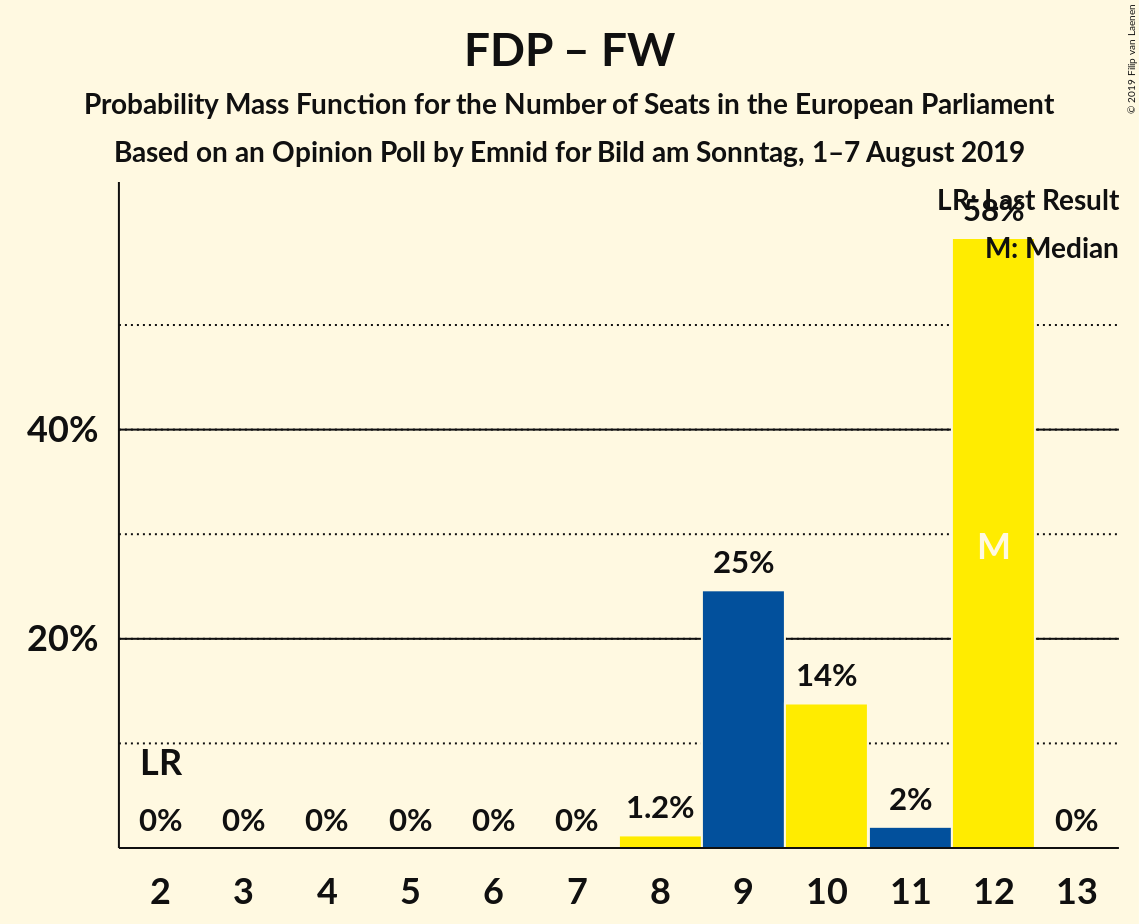 FDP – FW
Probability Mass Function for the Number of Seats in the European Parliament
Based on an Opinion Poll by Emnid for Bild am Sonntag, 1–7 August 2019
© 2019 Filip van Laenen
LR: Last Result
58%
M: Median
40%
M
25%
20%
14%
LR
0% 0% 0% 0% 0% 0% 1.2% 2% 0%
2 3 4 5 6 7 8 9 10 11 12 13